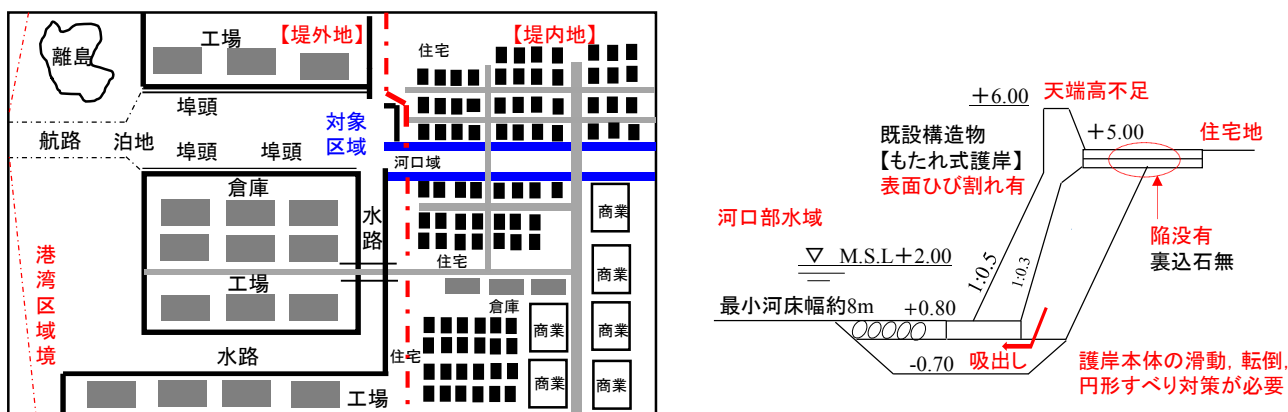 離島
工場
【堤外地】
【堤内地】
住宅
埠頭
対象
区域
航路
泊地
埠頭
埠頭
河口域
倉庫
水
路
商業
住宅
商業
工場
港
湾
区
域
境
倉庫
商業
商業
水路
住宅
商業
商業
工場
天端高不足
+6.00
+5.00
住宅地
既設構造物
【もたれ式護岸】
表面ひび割れ有
河口部水域
陥没有
裏込石無
▽ M.S.L+2.00
1:0.5
1:0.3
最小河床幅約8m
+0.80
-0.70
吸出し
護岸本体の滑動,転倒,
円形すべり対策が必要